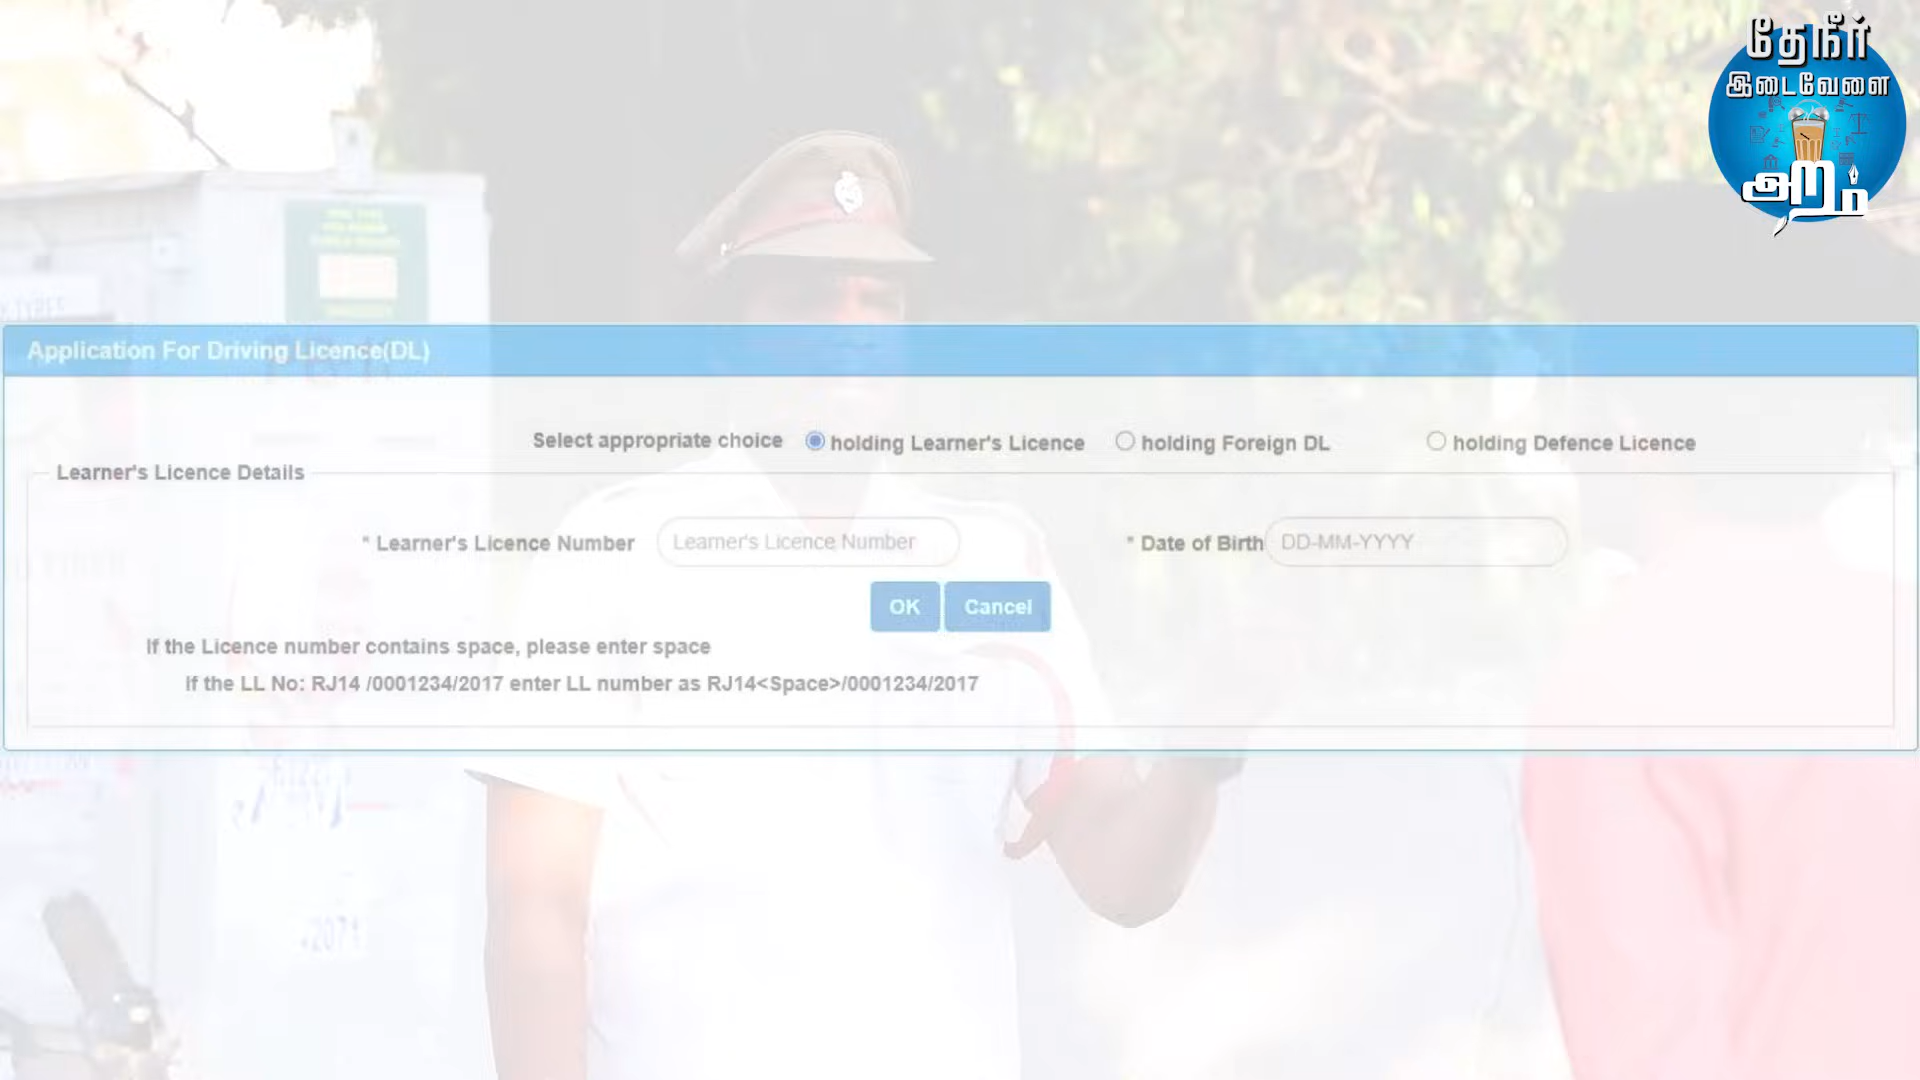 தேநீர்
இடைவேளை
அறம்
Application For Driving Licence(DL)
Select appropriate choice holding Learner's Licence holding Foreign DL holding Defence Licence
Learner's Licence Details
* Learner's Licence Number Learner's Licence Number * Date of Birth DD-MM-YYYY
OK Cancel
If the Licence number contains space, please enter space
if the LL No: RJ14 /0001234/2017 enter LL number as RJ14<Space>/0001234/2017